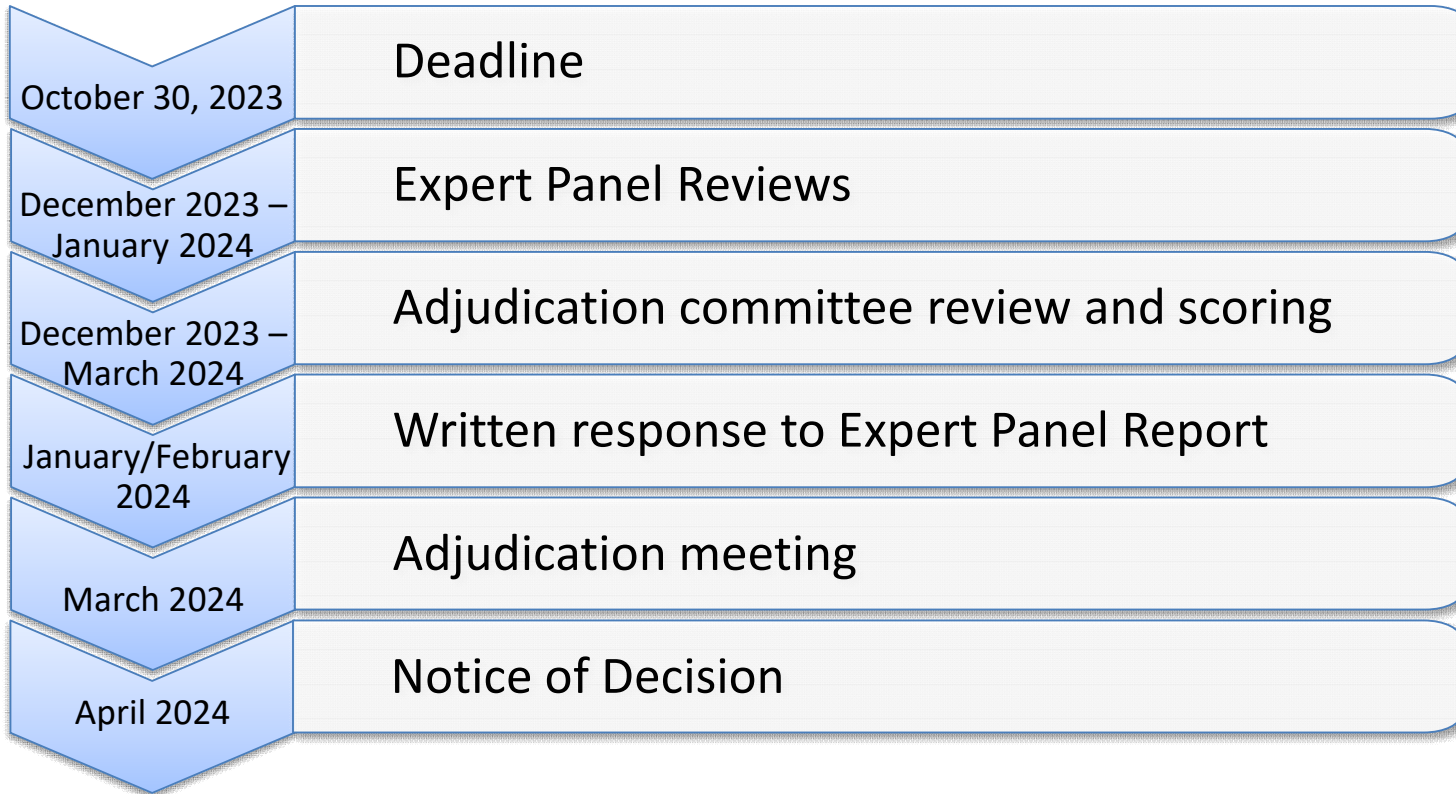 October 30, 2023
Deadline
December 2023 –
January 2024
Expert Panel Reviews
December 2023 –
March 2024
Adjudication committee review and scoring
January/February
2024
Written response to Expert Panel Report
March 2024
Adjudication meeting
April 2024
Notice of Decision